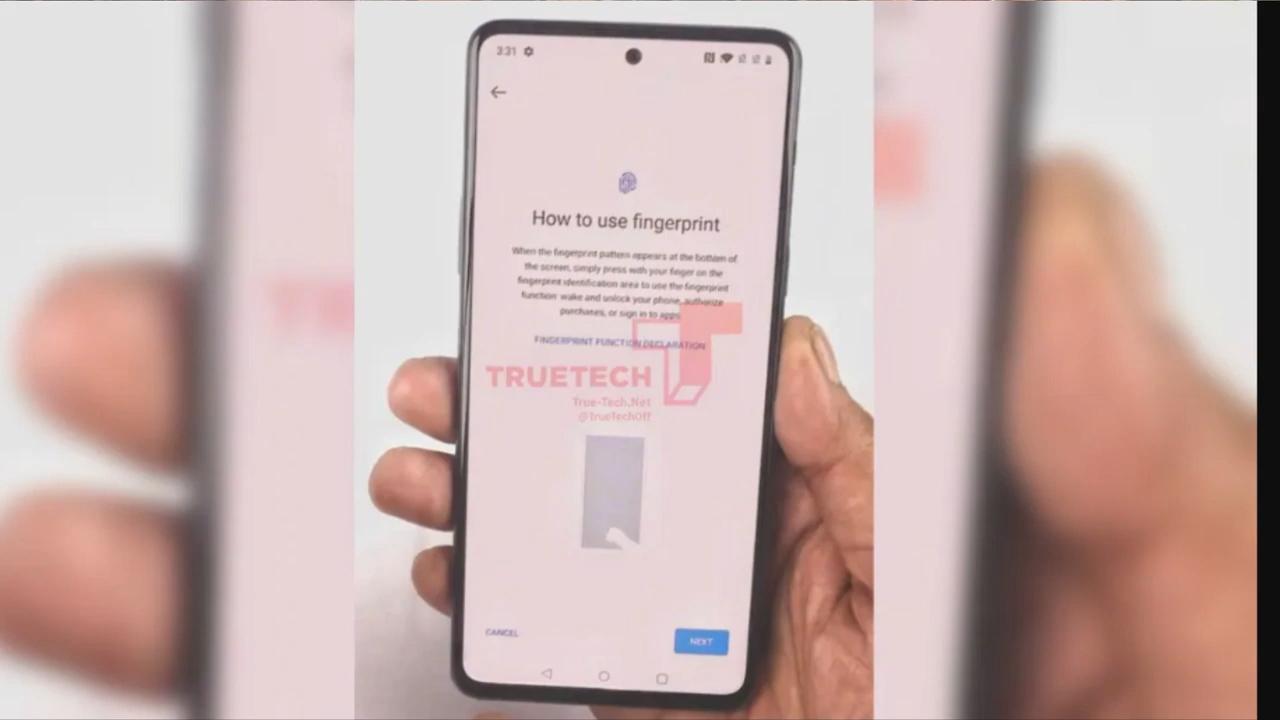 3:31
How to use fingerprint
When the fingerprint pattern appears at the bottom of
the screen, simply press with your finger on the
fingerprint identification area to use the fingerprint
function: wake and unlock your phone, authorize
purchases, or sign in to apps.
FINGERPRINT FUNCTION DECLARATION
TRUETECH
True-Tech.Net
@TrueTechOff
CANCEL
NEXT